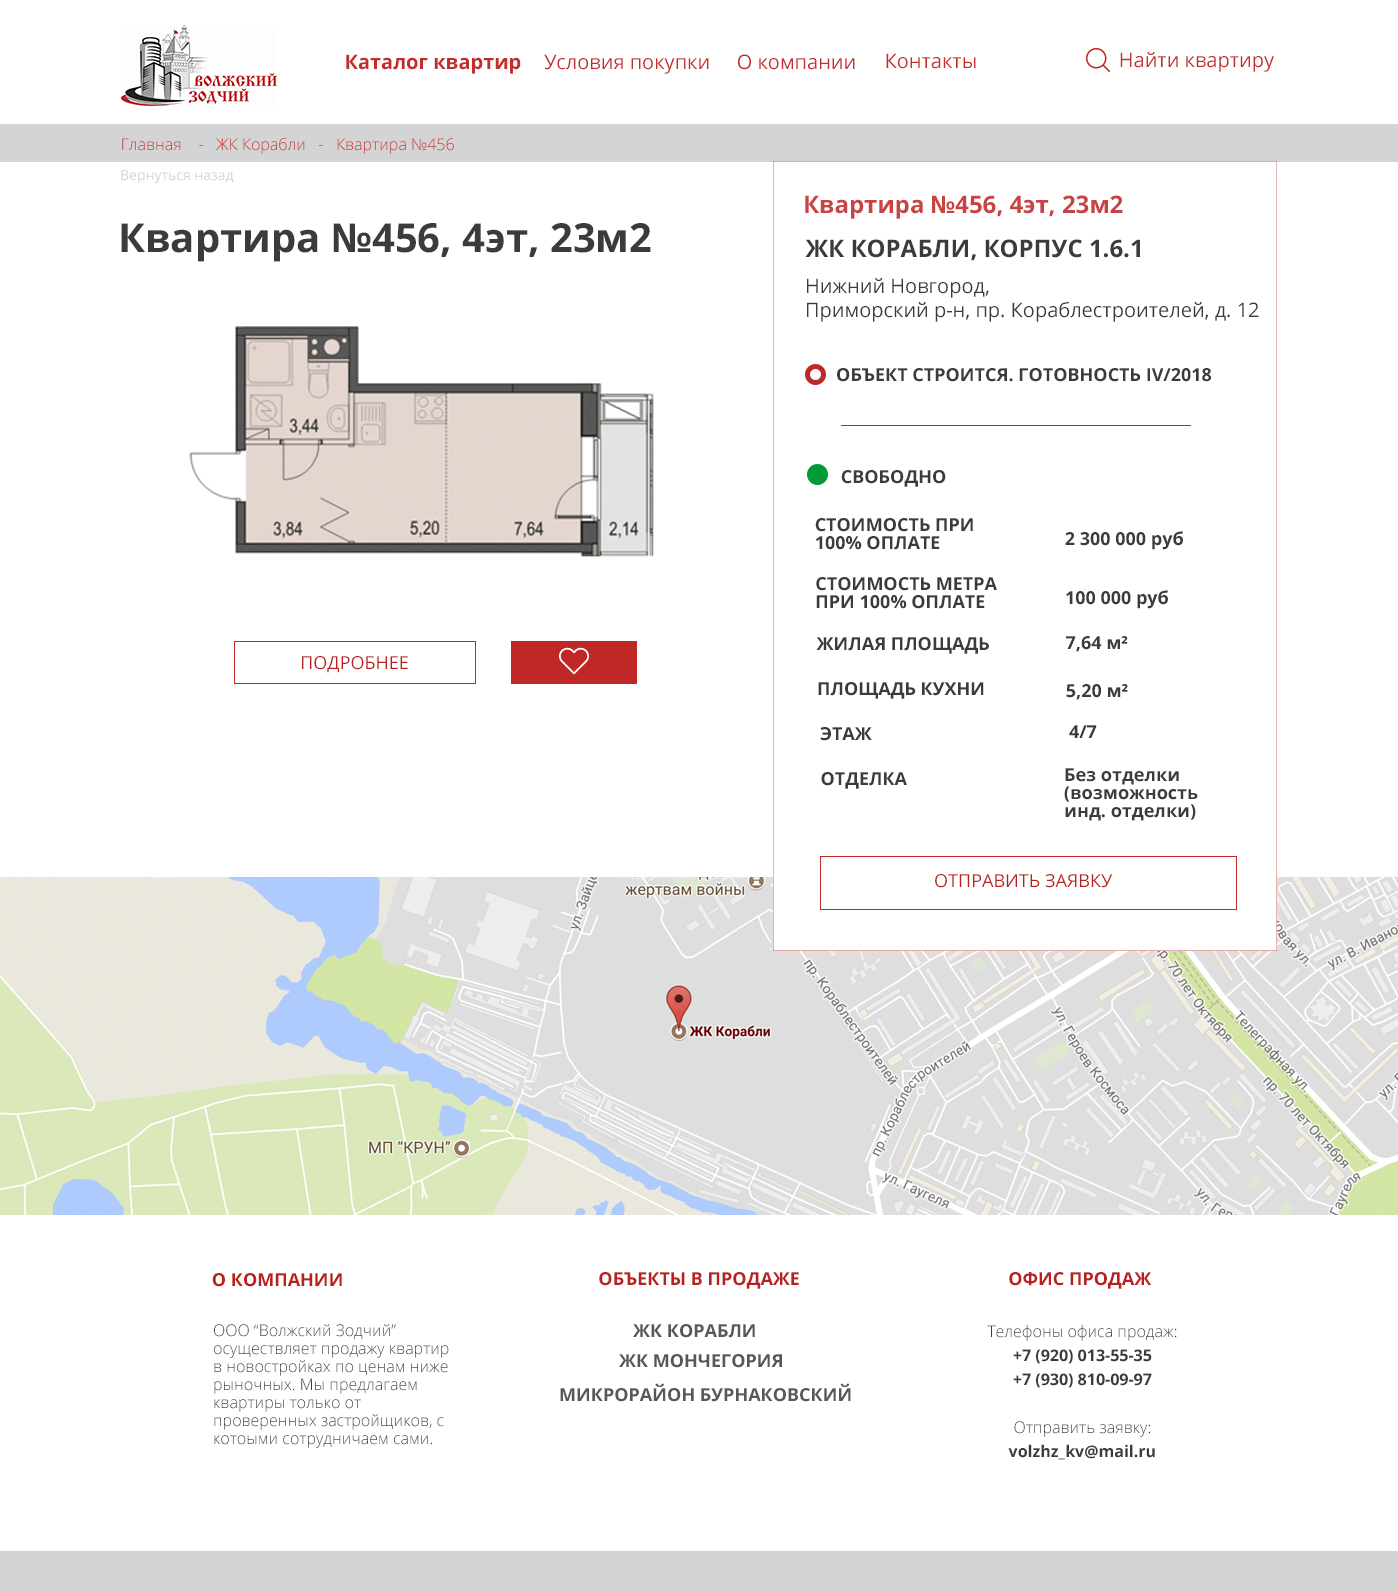 ВОЛЖСКИЙ
ЗОДЧИЙ
Каталог квартир
Условия покупки
О компании
Контакты
Найти квартиру
Главная - ЖК Корабли - Квартира №456
Вернуться назад
Квартира №456, 4эт, 23м2
3,44
3,84
5,20
7,64
2,14
ПОДРОБНЕЕ
Квартира №456, 4эт, 23м2
ЖК КОРАБЛИ, КОРПУС 1.6.1
Нижний Новгород,
Приморский р-н, пр. Кораблестроителей, д. 12
ОБЪЕКТ СТРОИТСЯ. ГОТОВНОСТЬ IV/2018
СВОБОДНО
СТОИМОСТЬ ПРИ
100% ОПЛАТЕ
2 300 000 руб
СТОИМОСТЬ МЕТРА
ПРИ 100% ОПЛАТЕ
100 000 руб
ЖИЛАЯ ПЛОЩАДЬ
7,64 м²
ПЛОЩАДЬ КУХНИ
5,20 м²
ЭТАЖ
4/7
ОТДЕЛКА
Без отделки
(возможность
инд. отделки)
ОТПРАВИТЬ ЗАЯВКУ
жертвам войны
ул. Зайце
ЖК Корабли
МП “КРУН”
пр. Кораблестроителей
пр. Кораблестроителей
ул. Героев Космоса
пр. 70 лет Октября
Телеграфная ул.
пр. 70 лет Октября
овая ул.
ул. В. Ивано
ул. Гаугеля
ул. Гер
Гаугеля
О КОМПАНИИ
ООО “Волжский Зодчий”
осуществляет продажу квартир
в новостройках по ценам ниже
рыночных. Мы предлагаем
квартиры только от
проверенных застройщиков, с
котоыми сотрудничаем сами.
ОБЪЕКТЫ В ПРОДАЖЕ
ЖК КОРАБЛИ
ЖК МОНЧЕГОРИЯ
МИКРОРАЙОН БУРНАКОВСКИЙ
ОФИС ПРОДАЖ
Телефоны офиса продаж:
+7 (920) 013-55-35
+7 (930) 810-09-97
Отправить заявку:
volzhz_kv@mail.ru